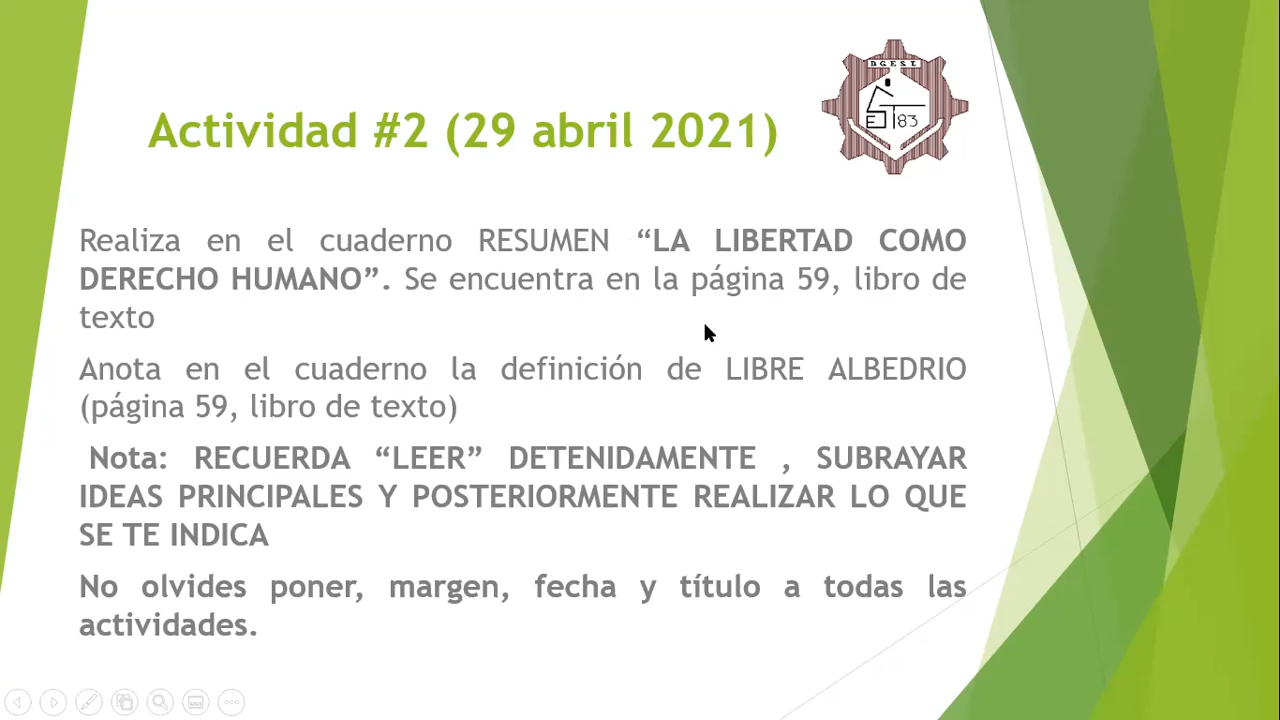 D.G.E.S.T.
EST 83
Actividad #2 (29 abril 2021)
Realiza en el cuaderno RESUMEN “LA LIBERTAD COMO
DERECHO HUMANO”. Se encuentra en la página 59, libro de
texto
Anota en el cuaderno la definición de LIBRE ALBEDRIO
(página 59, libro de texto)
Nota: RECUERDA “LEER” DETENIDAMENTE , SUBRAYAR
IDEAS PRINCIPALES Y POSTERIORMENTE REALIZAR LO QUE
SE TE INDICA
No olvides poner, margen, fecha y título a todas las
actividades.